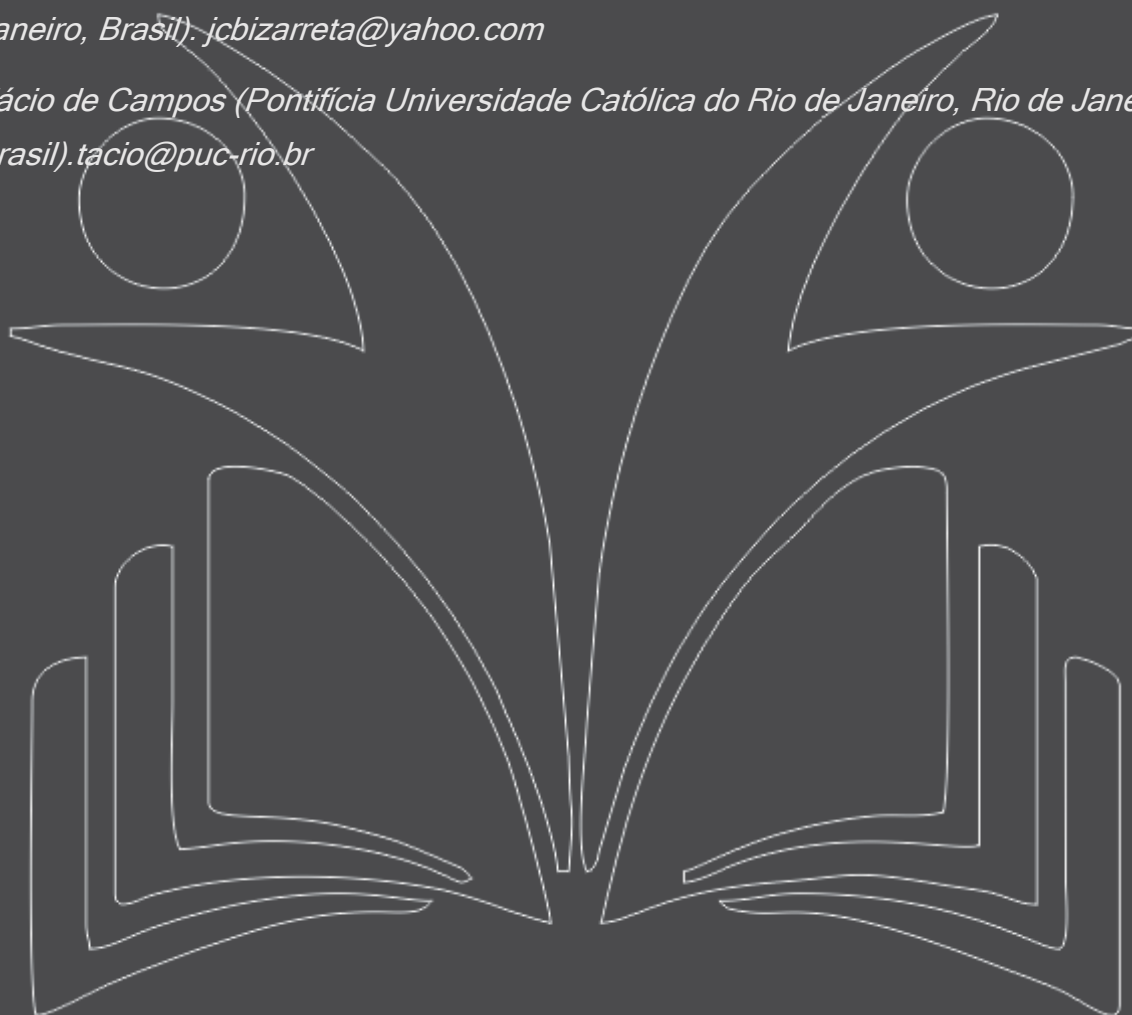 aneiro, Brasil). jcbizarreta@yahoo.com
ácio de Campos (Pontifícia Universidade Católica do Rio de Janeiro, Rio de Jane
rasil).tacio@puc-rio.br